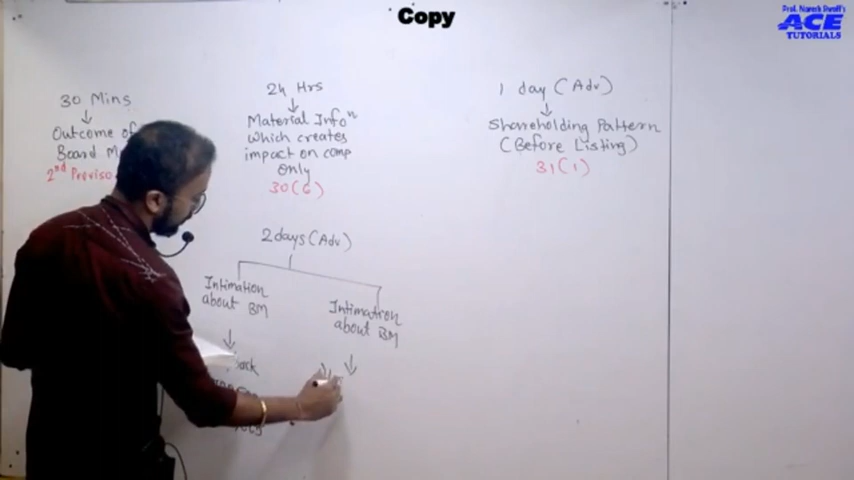 Copy
Prof. Naresh Shroff's
ACE
TUTORIALS
30 Mins
Outcome of
Board M
2nd Proviso
24 Hrs
Material Infoⁿ
which creates
impact on comp
only
30(6)
1 day (Adv)
Shareholding Pattern
(Before Listing)
31(1)
2 days (Adv)
Intimation
about BM
Intimation
about BM